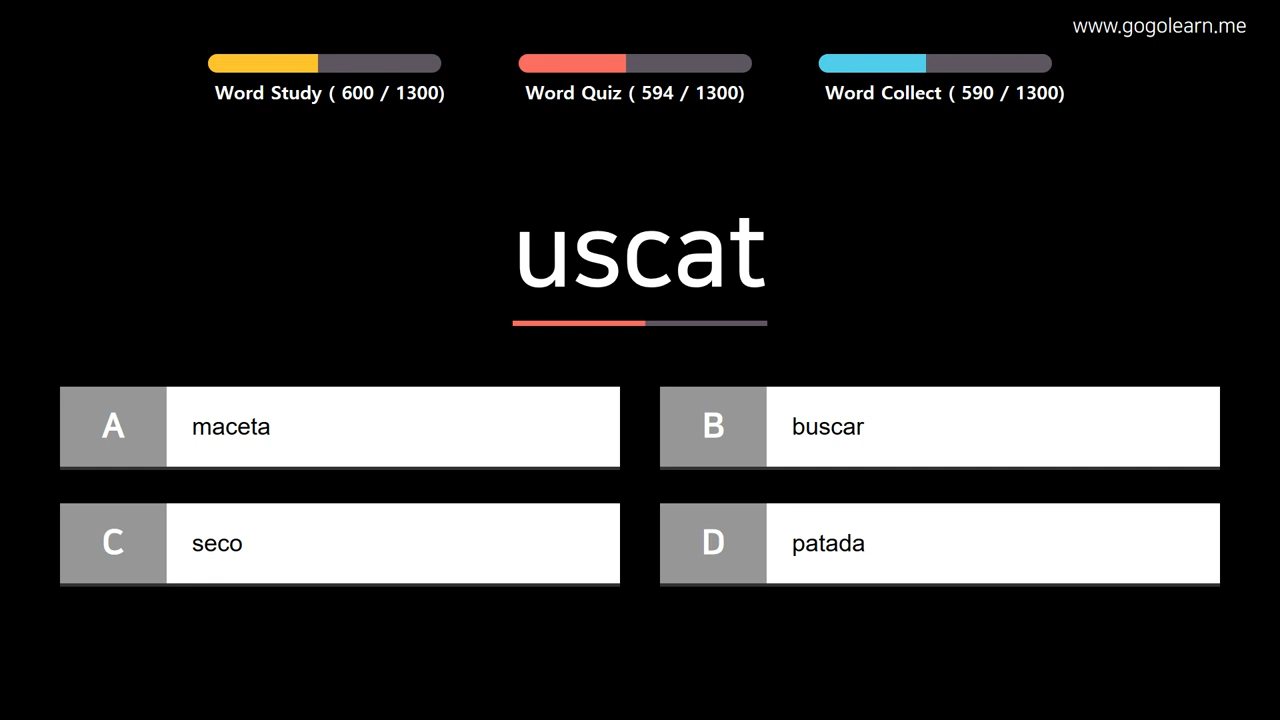 www.gogolearn.me
Word Study ( 600 / 1300)
Word Quiz ( 594 / 1300)
Word Collect ( 590 / 1300)
uscat
A maceta
B buscar
C seco
D patada